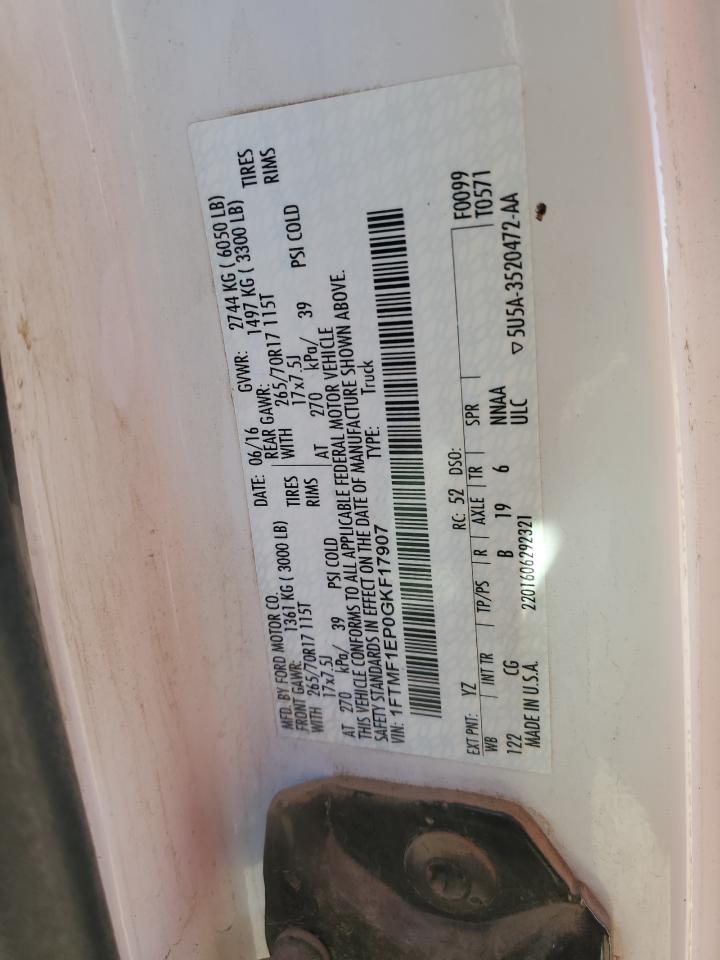 MFD. BY FORD MOTOR CO. DATE: 06/16 GVWR: 2744 KG ( 6050 LB)
FRONT GAWR: 1361 KG ( 3000 LB) REAR GAWR: 1497 KG ( 3300 LB)
WITH 265/70R17 115T TIRES WITH 265/70R17 115T TIRES
17x7.5J RIMS 17x7.5J RIMS
AT 270 kPa/ 39 PSI COLD AT 270 kPa/ 39 PSI COLD
THIS VEHICLE CONFORMS TO ALL APPLICABLE FEDERAL MOTOR VEHICLE
SAFETY STANDARDS IN EFFECT ON THE DATE OF MANUFACTURE SHOWN ABOVE.
VIN: 1FTMF1EP0GKF17907 TYPE: Truck
EXT PNT: YZ RC: 52 DSO: F0099
WB INT TR TP/PS R AXLE TR SPR T0571
122 CG B 19 6 NNAA
ULC
MADE IN U.S.A. 2201606292321 ▽ 5U5A-3520472-AA